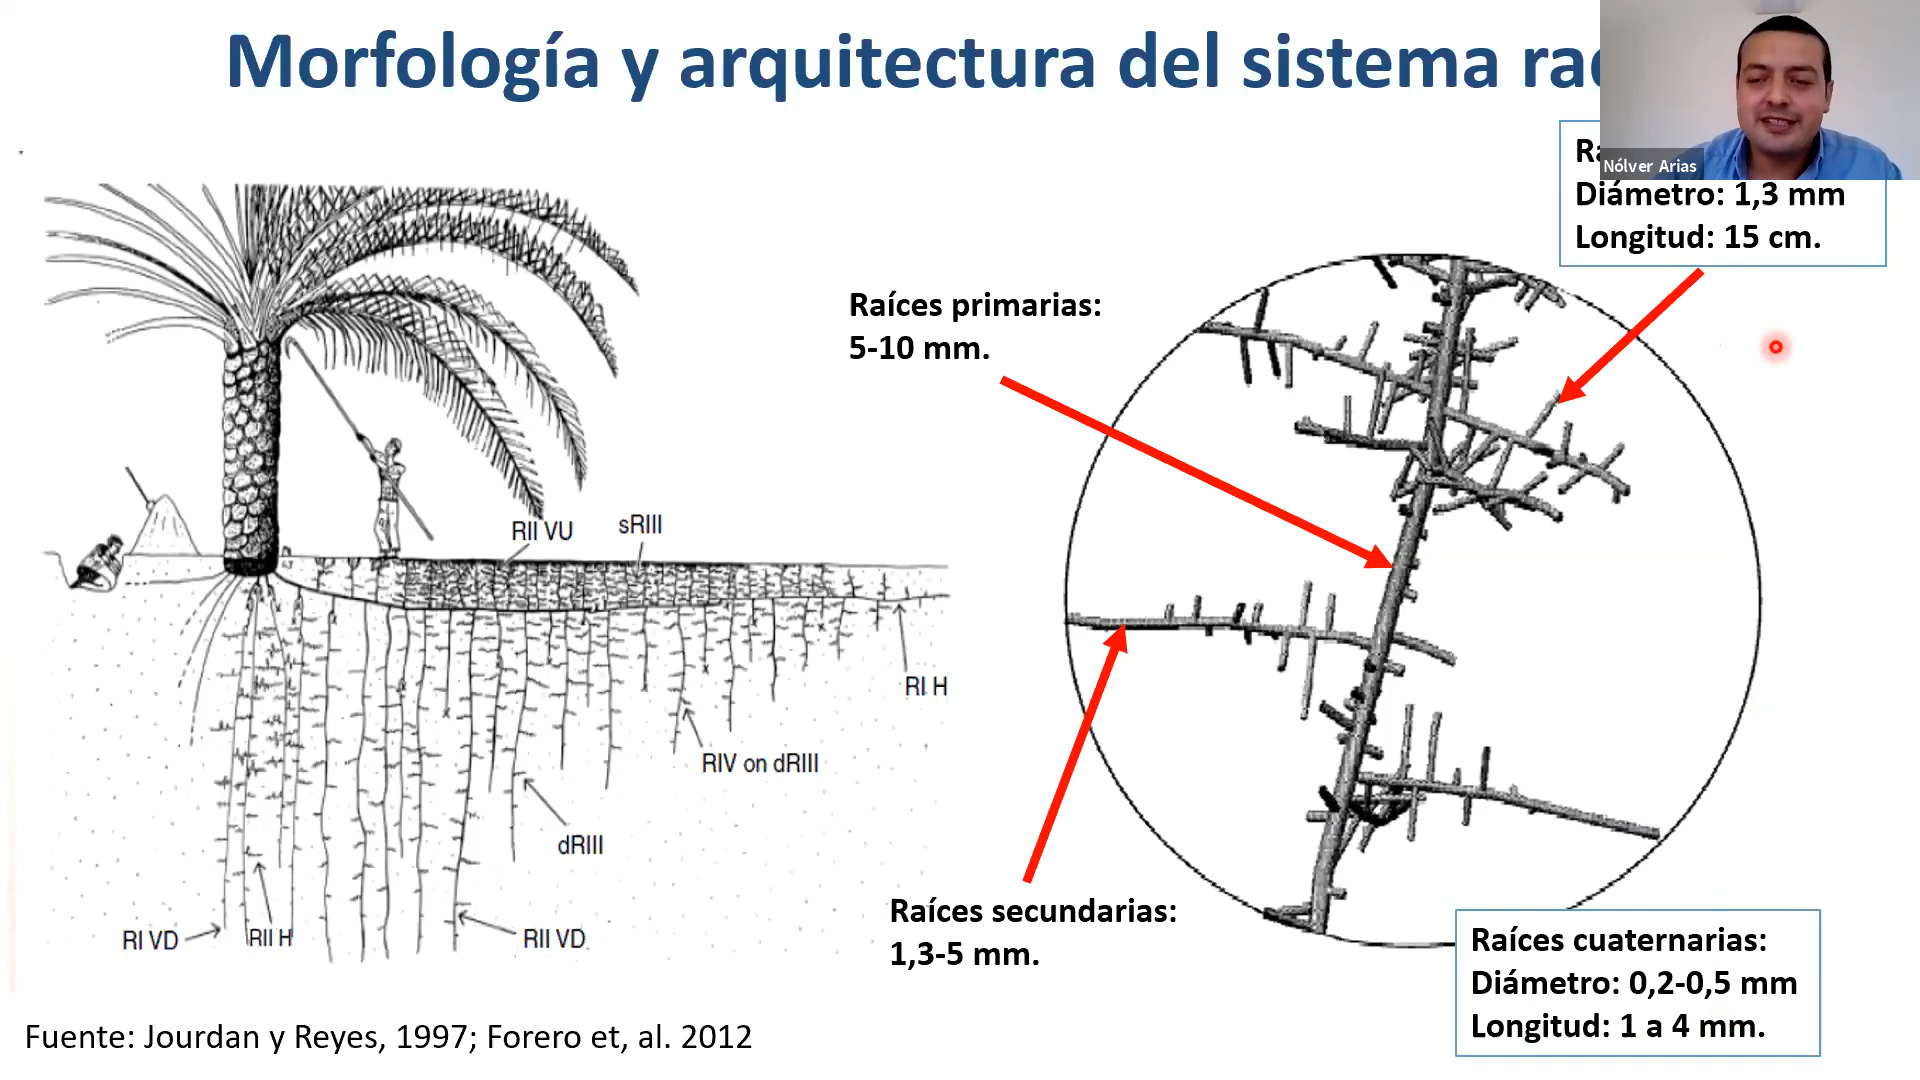 Morfología y arquitectura del sistema
Nólver Arias
Diámetro: 1,3 mm
Longitud: 15 cm.
Raíces primarias:
5-10 mm.
RII VU
sRIII
RI H
RIV on dRIII
dRIII
RI VD
RII H
RII VD
Raíces secundarias:
1,3-5 mm.
Raíces cuaternarias:
Diámetro: 0,2-0,5 mm
Longitud: 1 a 4 mm.
Fuente: Jourdan y Reyes, 1997; Forero et, al. 2012